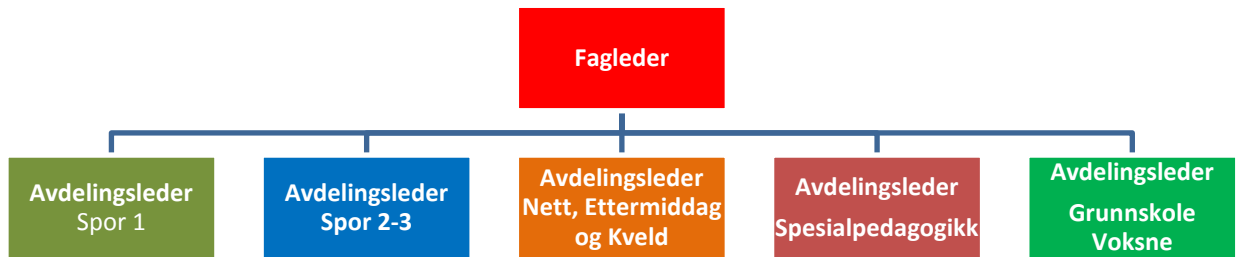 Fagleder
Avdelingsleder
Spor 1
Avdelingsleder
Spor 2-3
Avdelingsleder
Nett, Ettermiddag
og Kveld
Avdelingsleder
Spesialpedagogikk
Avdelingsleder
Grunnskole
Voksne